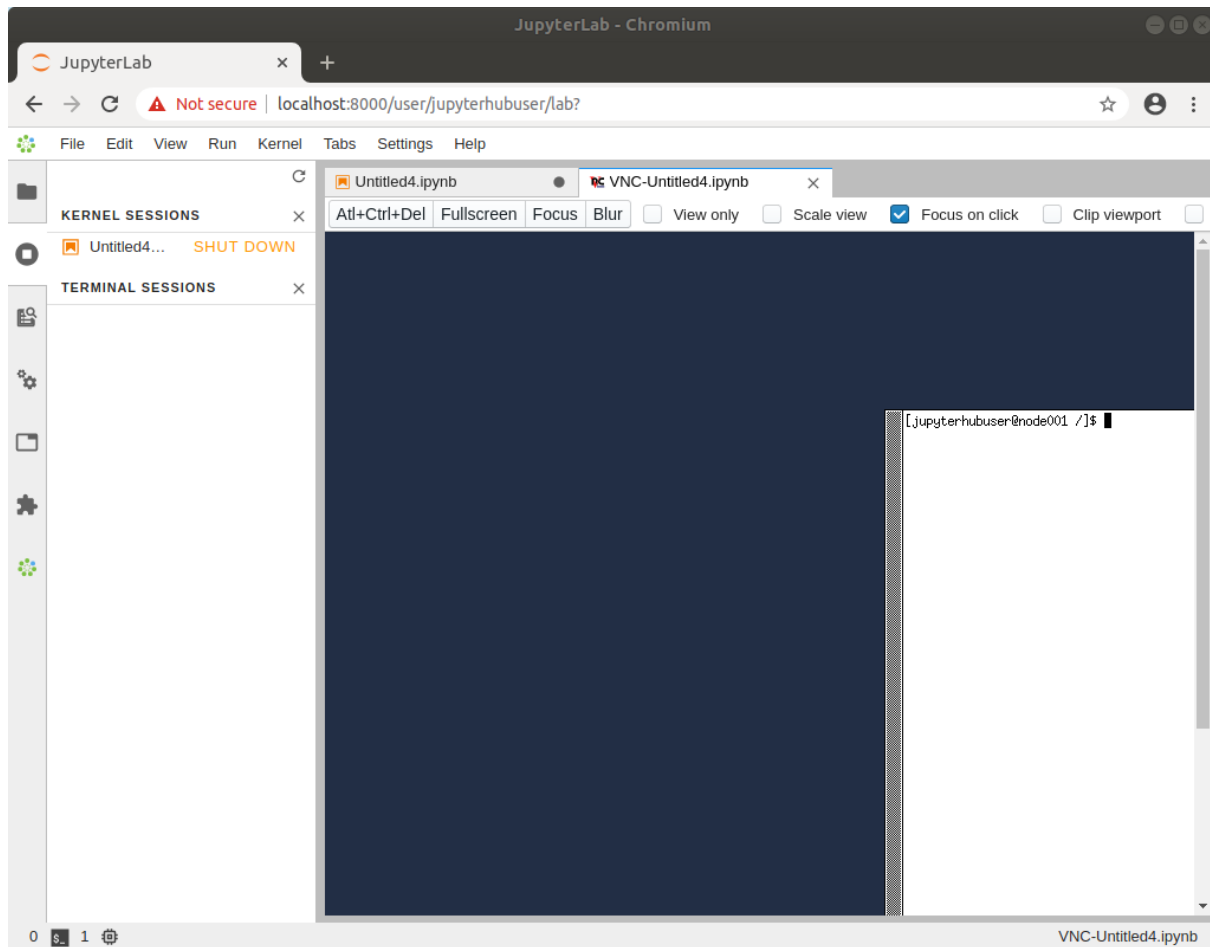 JupyterLab - Chromium
JupyterLab
Not secure localhost:8000/user/jupyterhubuser/lab?
File Edit View Run Kernel Tabs Settings Help
Untitled4.ipynb VNC-Untitled4.ipynb
KERNEL SESSIONS
Atl+Ctrl+Del Fullscreen Focus Blur View only Scale view Focus on click Clip viewport
Untitled4... SHUT DOWN
TERMINAL SESSIONS
[jupyterhubuser@node001 /]$
0 $_ 1 VNC-Untitled4.ipynb